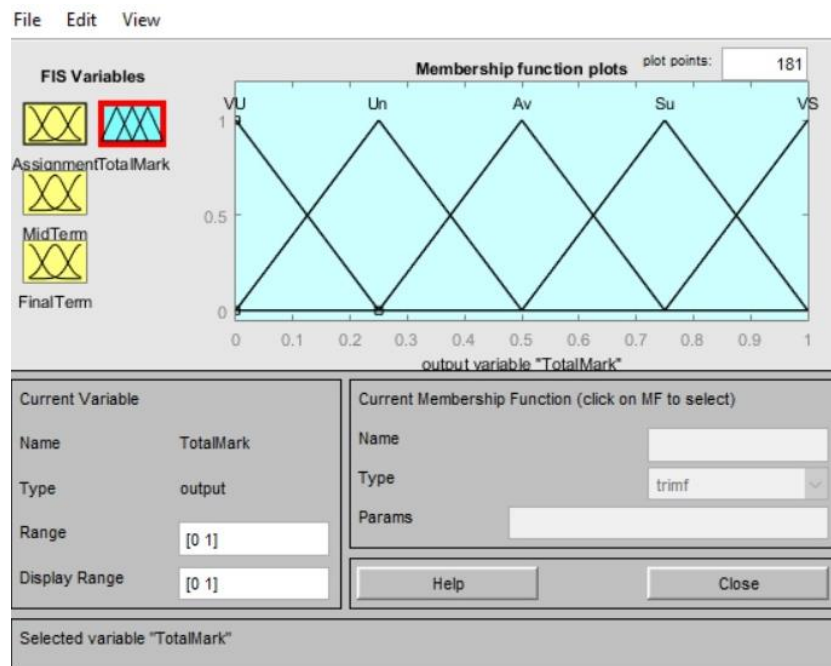 File Edit View
FIS Variables
Membership function plots
plot points: 181
VU Un Av Su VS
Assignment TotalMark
MidTerm
FinalTerm
1
0.5
0
0 0.1 0.2 0.3 0.4 0.5 0.6 0.7 0.8 0.9 1
output variable "TotalMark"
Current Variable
Name TotalMark
Type output
Range [0 1]
Display Range [0 1]
Current Membership Function (click on MF to select)
Name
Type trimf
Params
Help Close
Selected variable "TotalMark"